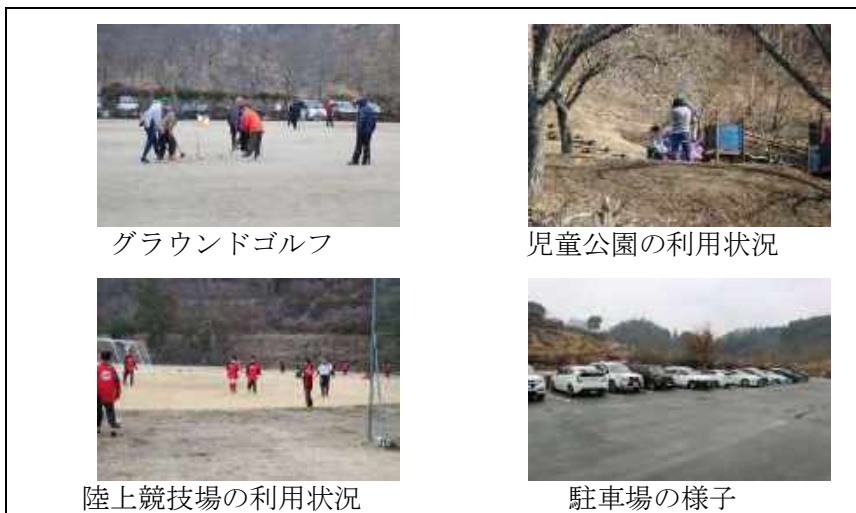 グラウンドゴルフ
児童公園の利用状況
陸上競技場の利用状況
駐車場の様子